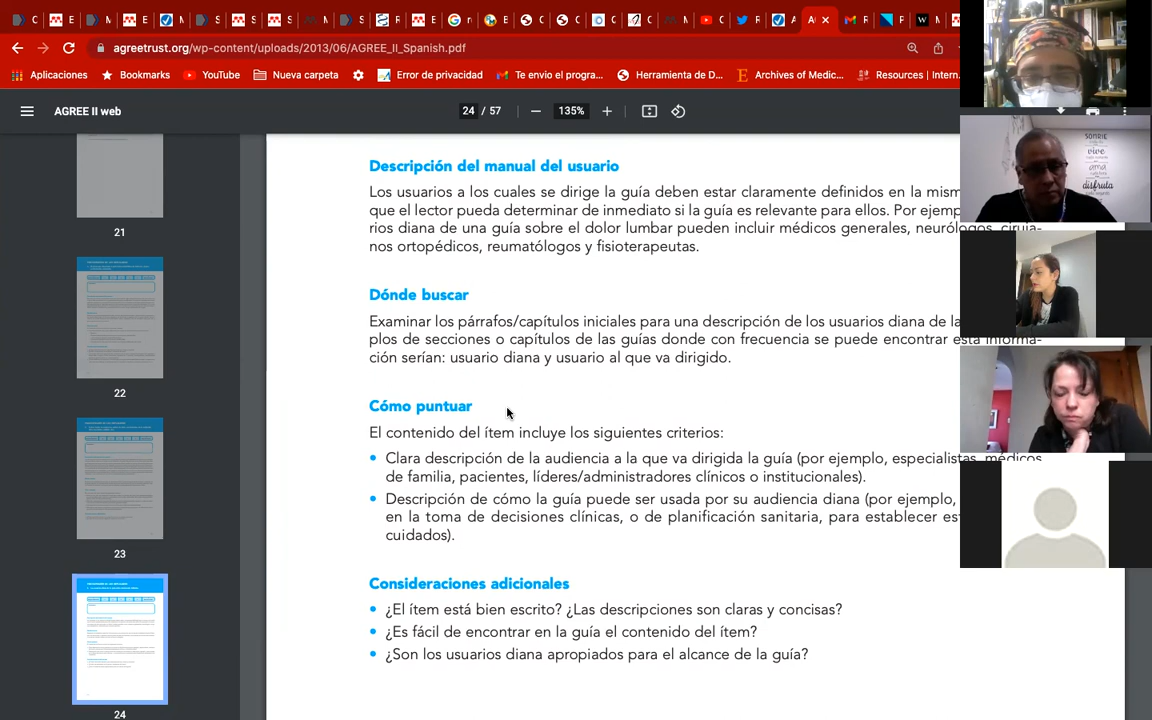 agreetrust.org/wp-content/uploads/2013/06/AGREE_II_Spanish.pdf
Aplicaciones Bookmarks YouTube Nueva carpeta Error de privacidad Te envio el progra... Herramienta de D... Archives of Medic... Resources | Intern...
AGREE II web 24 / 57 135%
SONRIE
vive
ama
disfruta
21
22
23
24
Descripción del manual del usuario
Los usuarios a los cuales se dirige la guía deben estar claramente definidos en la mism
que el lector pueda determinar de inmediato si la guía es relevante para ellos. Por ejemp
rios diana de una guía sobre el dolor lumbar pueden incluir médicos generales, neurólogos, ciruja-
nos ortopédicos, reumatólogos y fisioterapeutas.
Dónde buscar
Examinar los párrafos/capítulos iniciales para una descripción de los usuarios diana de la
plos de secciones o capítulos de las guías donde con frecuencia se puede encontrar esta informa-
ción serían: usuario diana y usuario al que va dirigido.
Cómo puntuar
El contenido del ítem incluye los siguientes criterios:
• Clara descripción de la audiencia a la que va dirigida la guía (por ejemplo, especialistas, médicos
de familia, pacientes, líderes/administradores clínicos o institucionales).
• Descripción de cómo la guía puede ser usada por su audiencia diana (por ejemplo,
en la toma de decisiones clínicas, o de planificación sanitaria, para establecer es
cuidados).
Consideraciones adicionales
• ¿El ítem está bien escrito? ¿Las descripciones son claras y concisas?
• ¿Es fácil de encontrar en la guía el contenido del ítem?
• ¿Son los usuarios diana apropiados para el alcance de la guía?